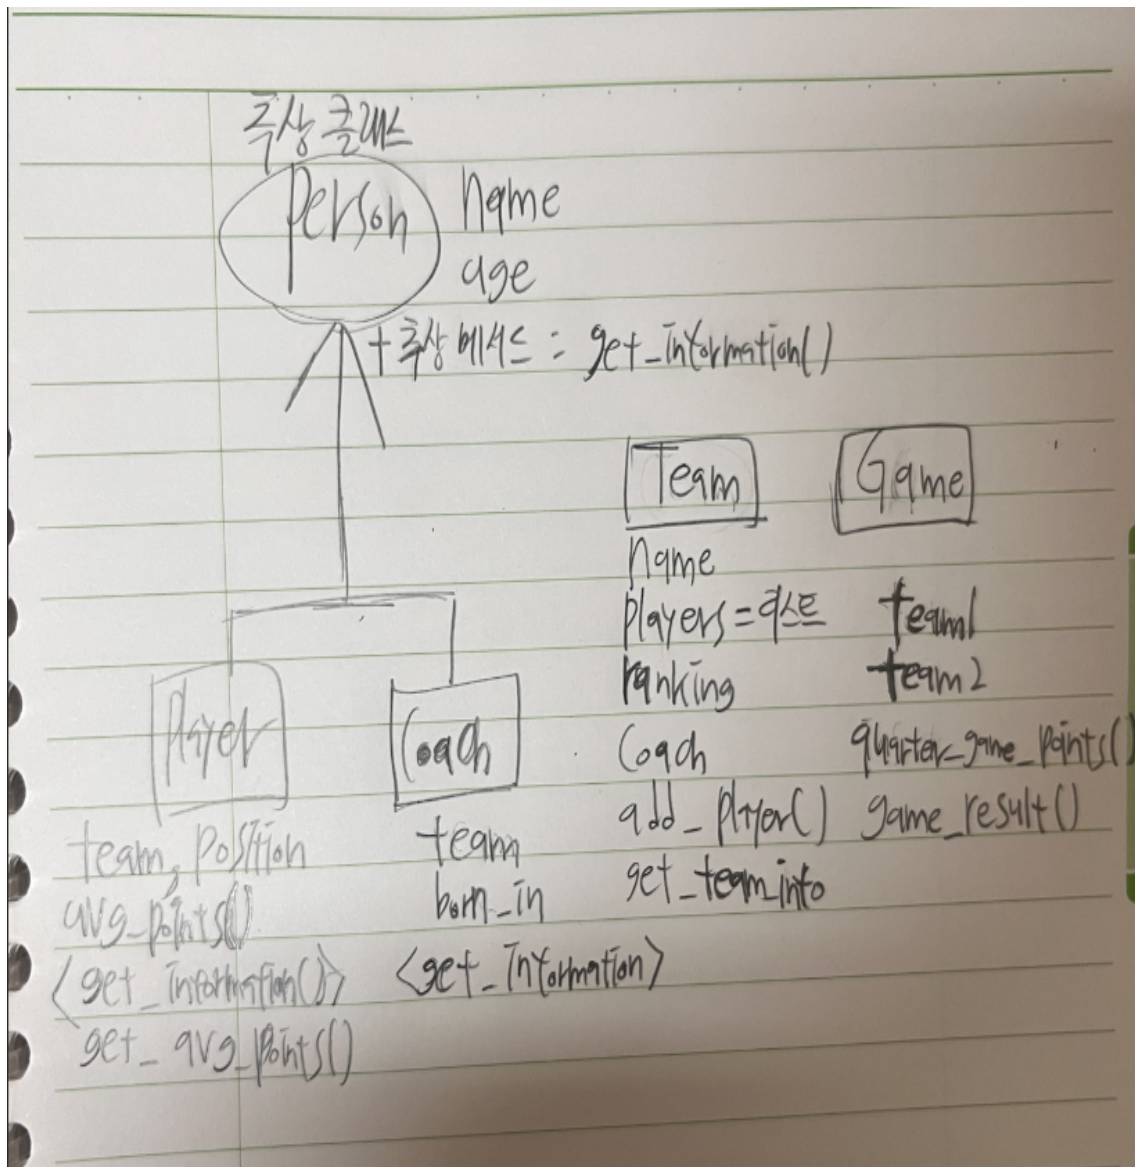 추상 클래스
person
name
age
+추상 메서드 : get_information()
Player
team, position
avg_points()
<get_information()>
get_avg_points()
Coach
team
born_in
<get_information>
Team
name
players = 리스트
ranking
Coach
add_player()
get_team_info
Game
team1
team2
quarter_game_points()
game_result()